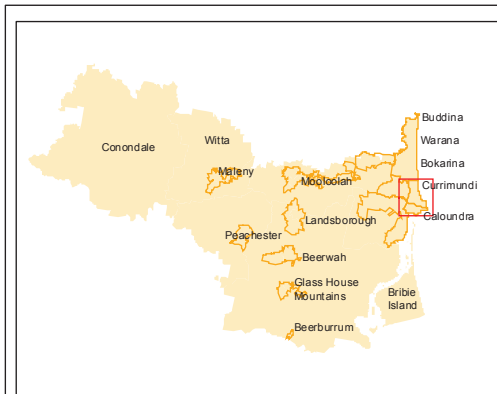 Buddina
Witta
Warana
Conondale
Bokarina
Maleny
Mooloolah
Currimundi
Landsborough
Caloundra
Peachester
Beerwah
Glass House
Mountains
Bribie
Island
Beerburrum